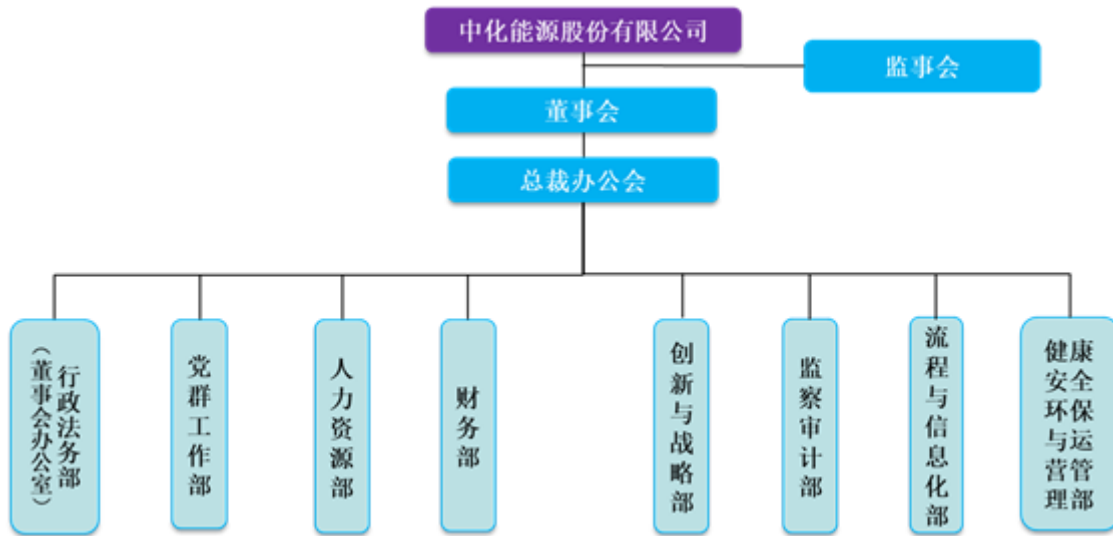 中化能源股份有限公司
监事会
董事会
总裁办公会
行政法务部
（董事会办公室）
党群工作部
人力资源部
财务部
创新与战略部
监察审计部
流程与信息化部
健康安全环保与运营管理部